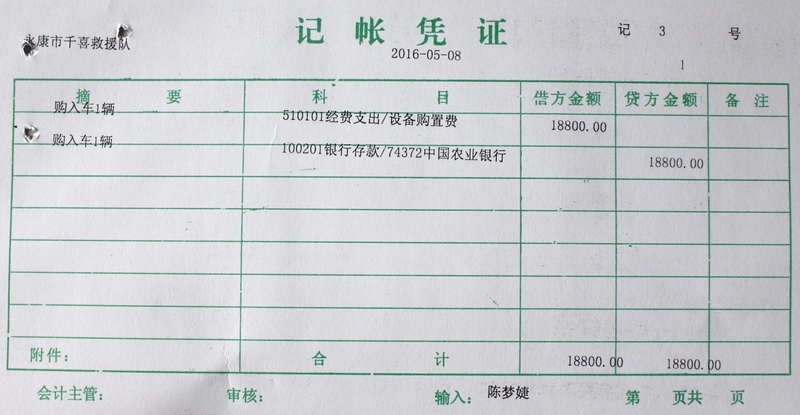 记帐凭证
永康市千喜救援队
记 3 号
2016-05-08
1
摘要 科目 借方金额 贷方金额 备注
购入车1辆 510101经费支出/设备购置费 18800.00
购入车1辆 100201银行存款/74372中国农业银行 18800.00
附件: 合计 18800.00 18800.00
会计主管: 审核: 输入: 陈梦婕 第 页共 页